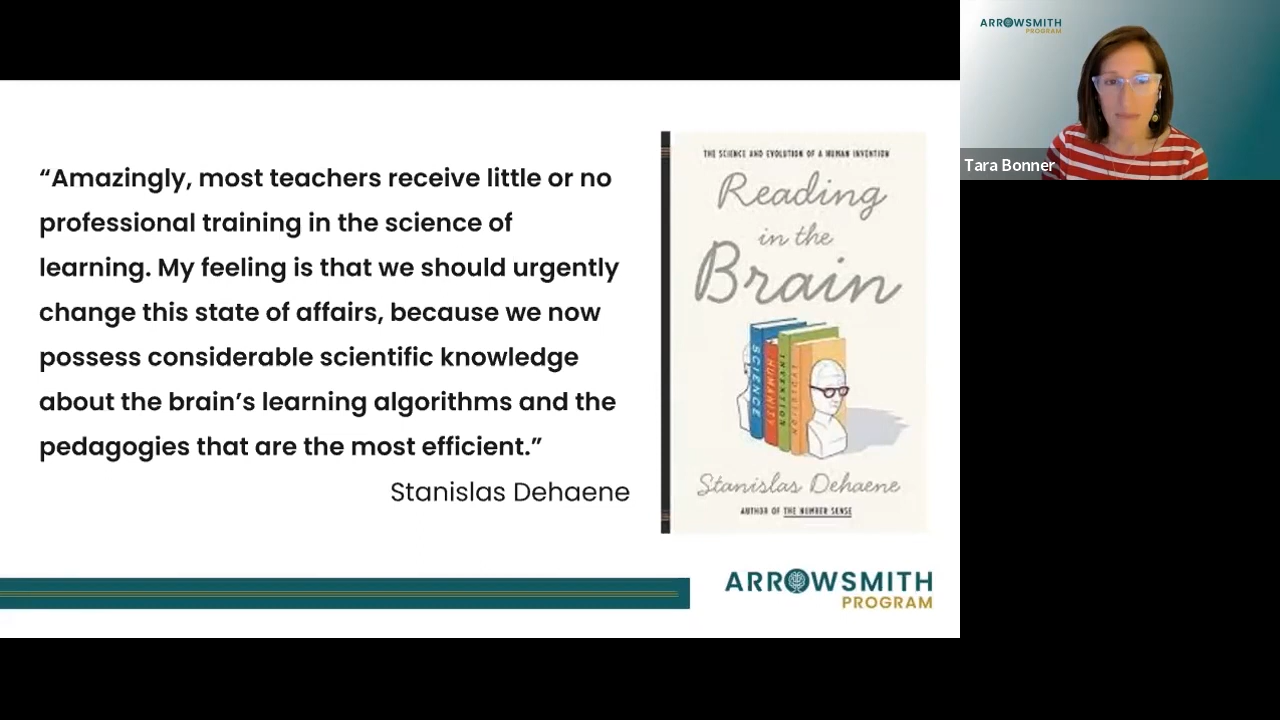 “Amazingly, most teachers receive little or no
professional training in the science of
learning. My feeling is that we should urgently
change this state of affairs, because we now
possess considerable scientific knowledge
about the brain’s learning algorithms and the
pedagogies that are the most efficient.”
Stanislas Dehaene
THE SCIENCE AND EVOLUTION OF A HUMAN INVENTION
Reading
in the
Brain
SCIENCE
HUMANITY
INVENTION
EVOLUTION
Stanislas Dehaene
AUTHOR OF THE NUMBER SENSE
ARROWSMITH
PROGRAM
ARROWSMITH
PROGRAM
Tara Bonner